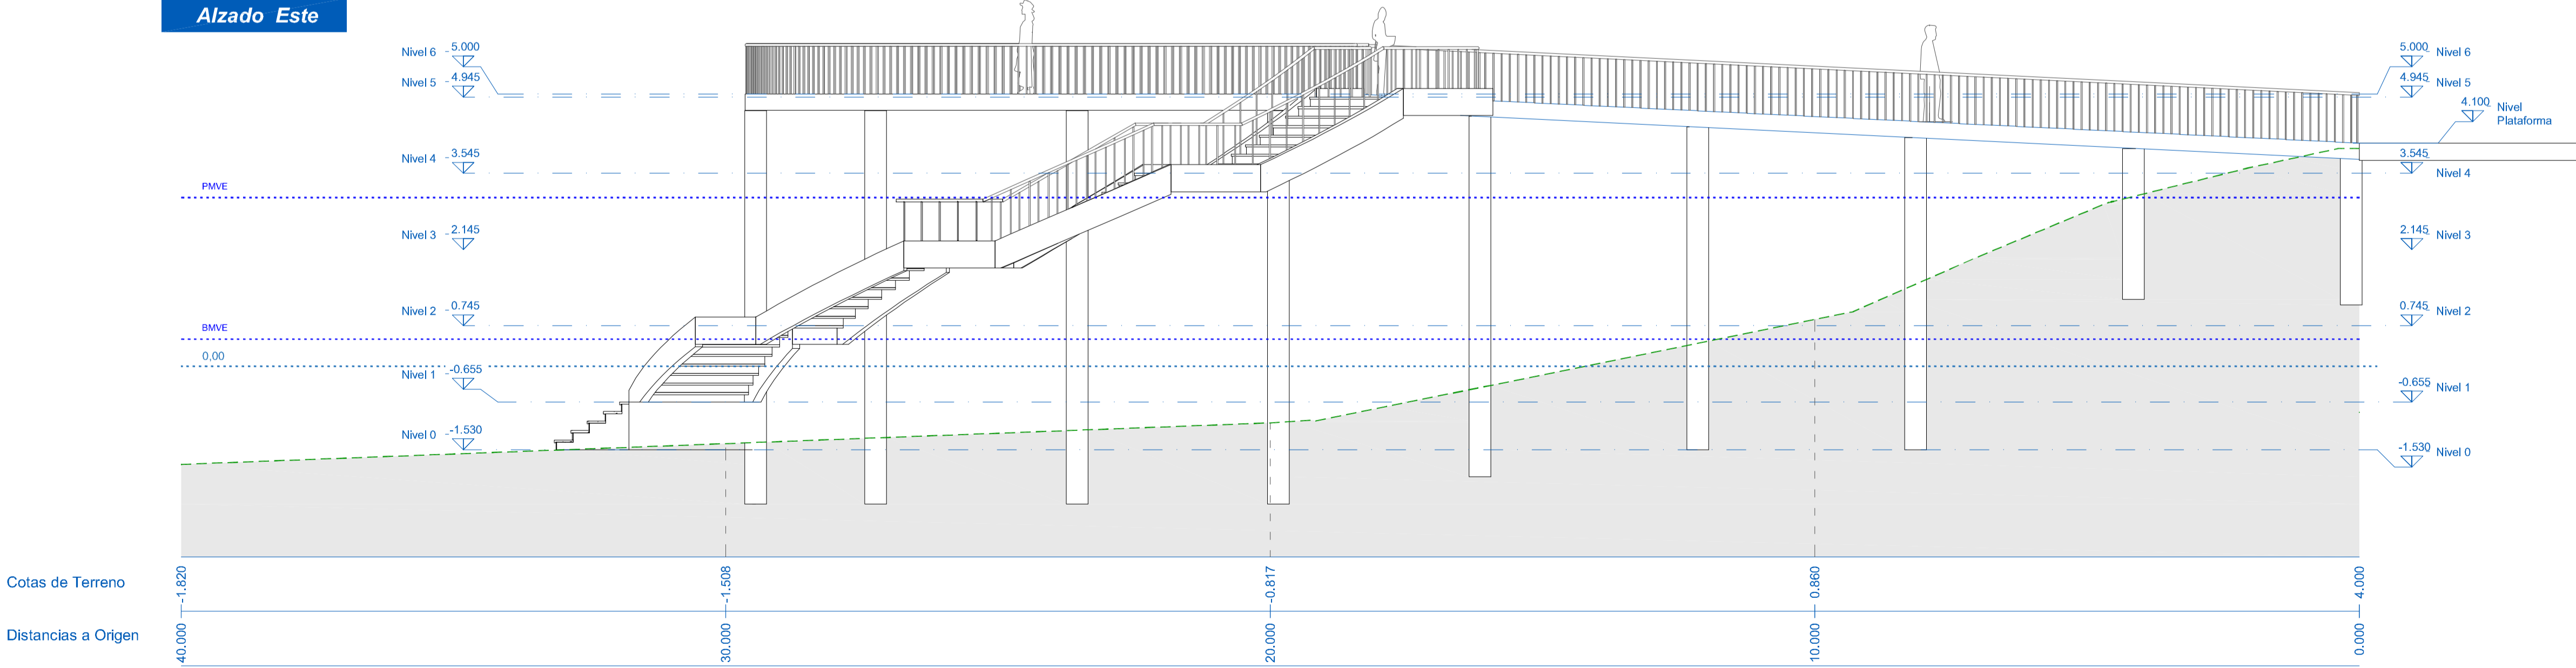 Alzado Este
Nivel 6 5.000
Nivel 5 4.945
Nivel 4 3.545
PMVE
Nivel 3 2.145
Nivel 2 0.745
BMVE
0,00
Nivel 1 -0.655
Nivel 0 -1.530
5.000 Nivel 6
4.945 Nivel 5
4.100 Nivel
Plataforma
3.545
Nivel 4
2.145 Nivel 3
0.745 Nivel 2
-0.655 Nivel 1
-1.530 Nivel 0
Cotas de Terreno -1.820 -1.508 -0.817 0.860 4.000
Distancias a Origen 40.000 30.000 20.000 10.000 0.000